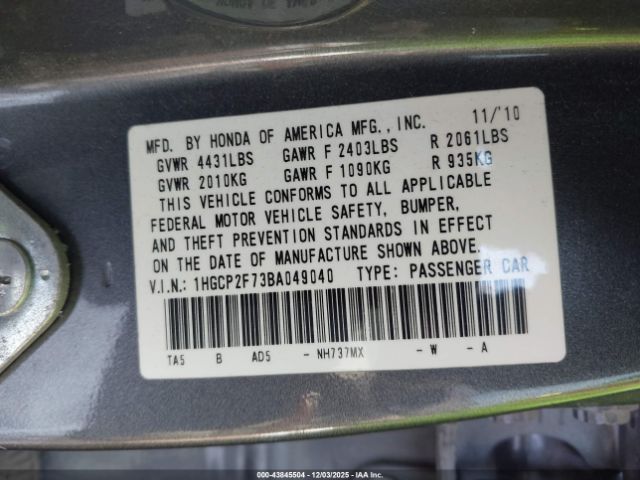 MFD. BY HONDA OF AMERICA MFG., INC. 11/'10
GVWR 4431LBS GAWR F 2403LBS R 2061LBS
GVWR 2010KG GAWR F 1090KG R 935KG
THIS VEHICLE CONFORMS TO ALL APPLICABLE
FEDERAL MOTOR VEHICLE SAFETY, BUMPER,
AND THEFT PREVENTION STANDARDS IN EFFECT
ON THE DATE OF MANUFACTURE SHOWN ABOVE.
V.I.N.: 1HGCP2F73BA049040 TYPE: PASSENGER CAR
TA5 B AD5 - NH737MX - W - A
000-43845504 | 12/03/2025 | IAA Inc.